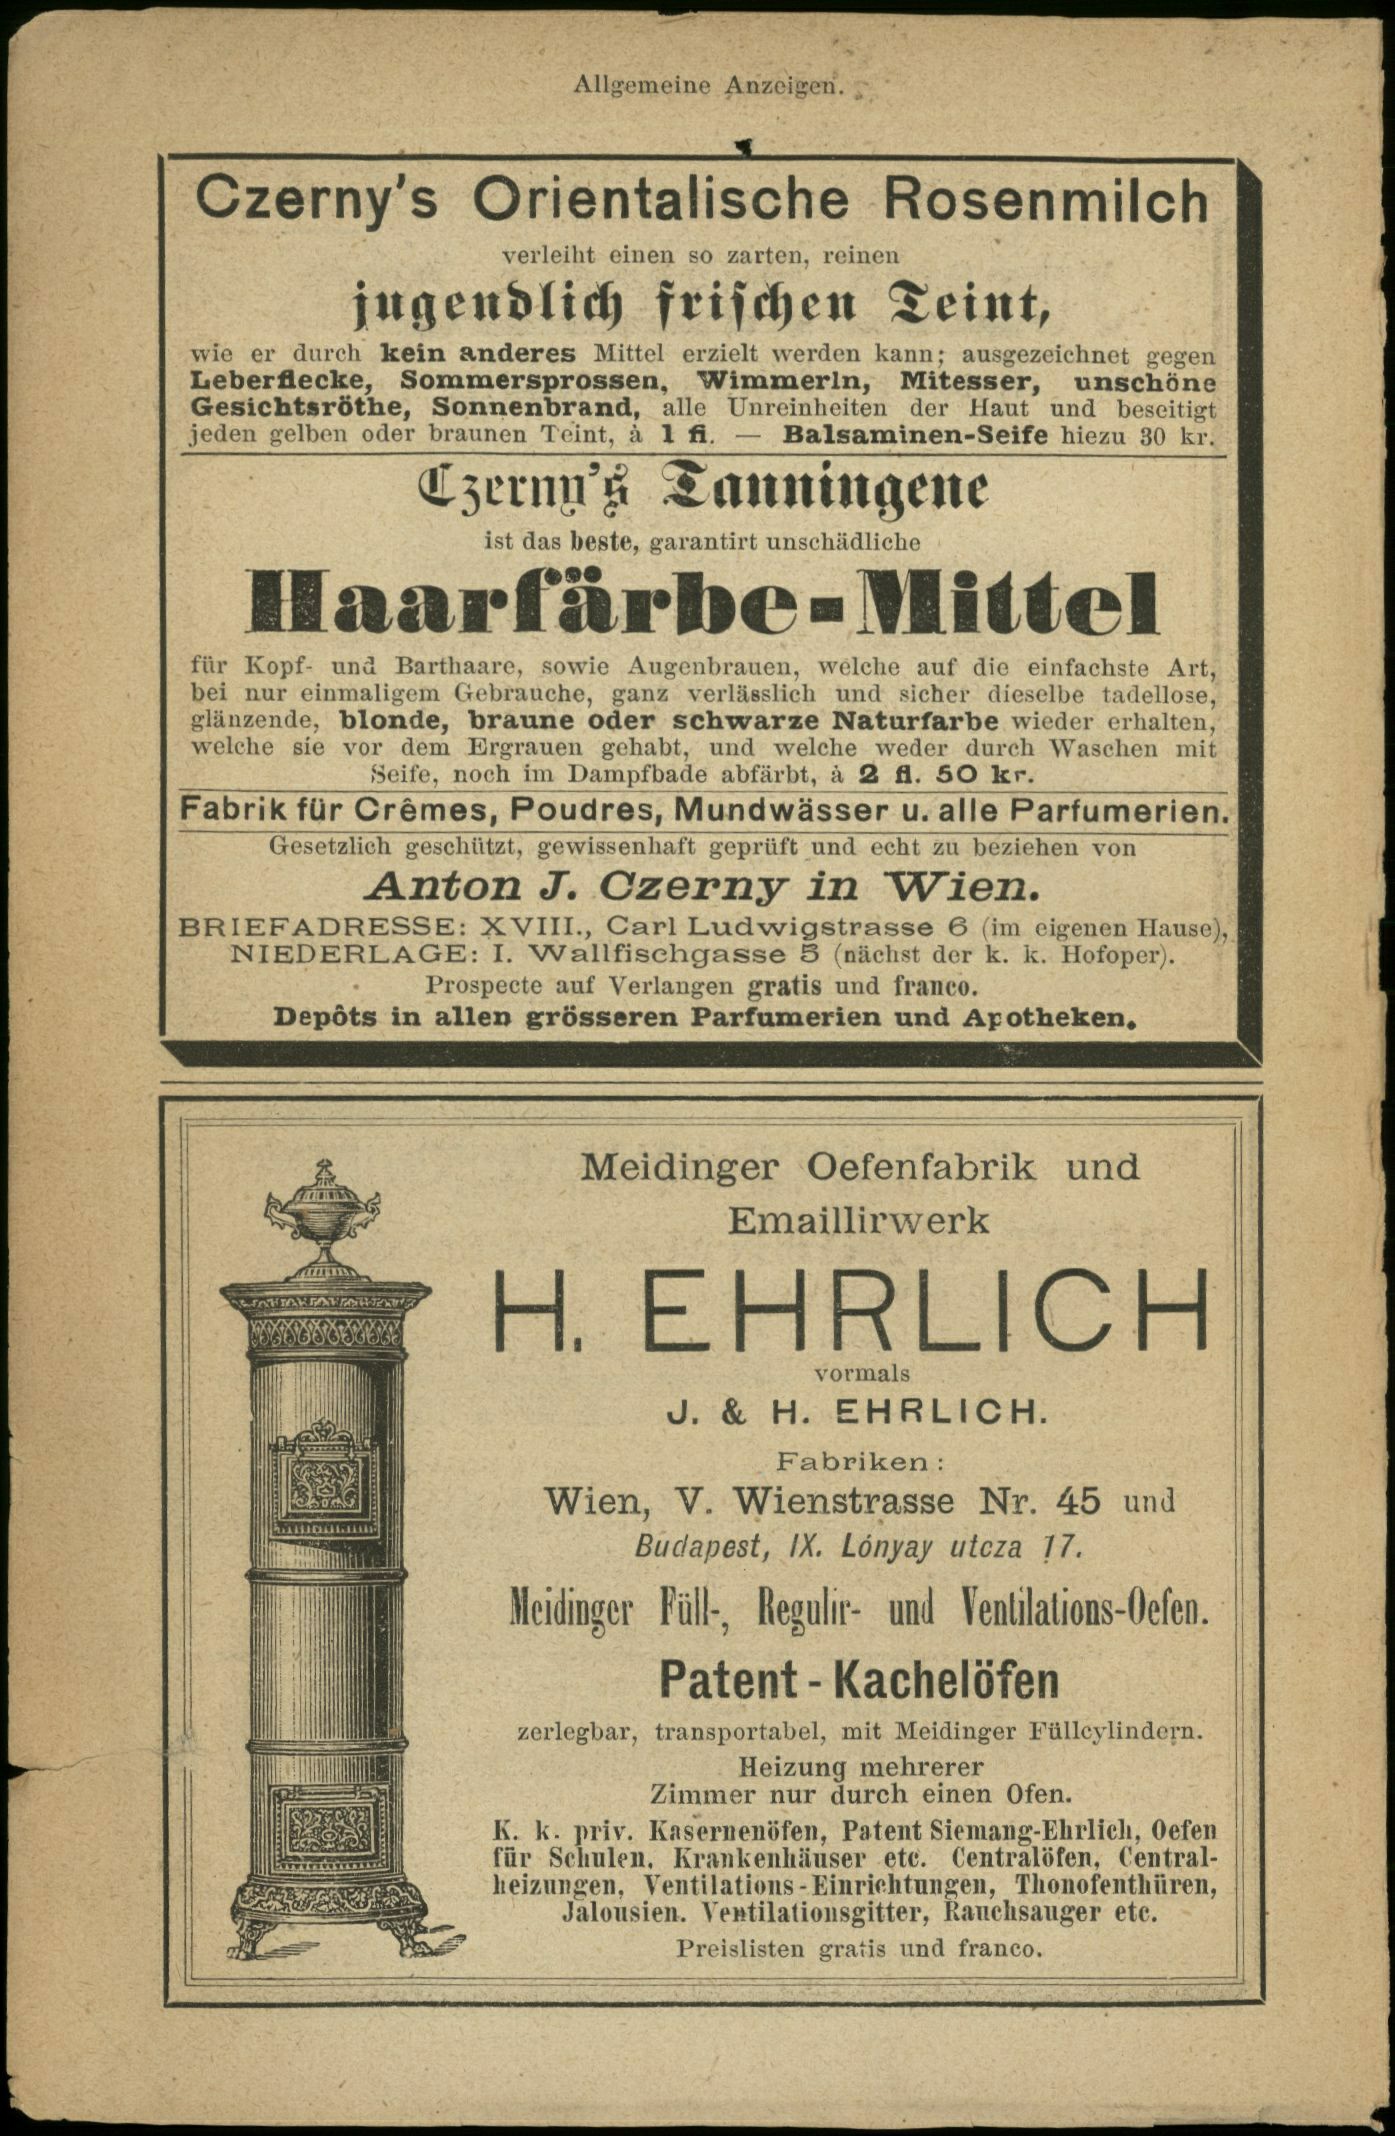 Allgemeine Anzeigen.
Czerny's Orientalische Rosenmilch
verleiht einen so zarten, reinen
jugendlich frischen Teint,
wie er durch kein anderes Mittel erzielt werden kann; ausgezeichnet gegen
Leberflecke, Sommersprossen, Wimmerln, Mitesser, unschöne
Gesichtsröthe, Sonnenbrand, alle Unreinheiten der Haut und beseitigt
jeden gelben oder braunen Teint, à 1 fl. — Balsaminen-Seife hiezu 30 kr.
Czerny's Tanningene
ist das beste, garantirt unschädliche
Haarfärbe-Mittel
für Kopf- und Barthaare, sowie Augenbrauen, welche auf die einfachste Art,
bei nur einmaligem Gebrauche, ganz verlässlich und sicher dieselbe tadellose,
glänzende, blonde, braune oder schwarze Naturfarbe wieder erhalten,
welche sie vor dem Ergrauen gehabt, und welche weder durch Waschen mit
Seife, noch im Dampfbade abfärbt, à 2 fl. 50 kr.
Fabrik für Crêmes, Poudres, Mundwässer u. alle Parfumerien.
Gesetzlich geschützt, gewissenhaft geprüft und echt zu beziehen von
Anton J. Czerny in Wien.
BRIEFADRESSE: XVIII., Carl Ludwigstrasse 6 (im eigenen Hause),
NIEDERLAGE: I. Wallfischgasse 5 (nächst der k. k. Hofoper).
Prospecte auf Verlangen gratis und franco.
Depôts in allen grösseren Parfumerien und Apotheken.
Meidinger Oefenfabrik und
Emaillirwerk
H. EHRLICH
vormals
J. & H. EHRLICH.
Fabriken:
Wien, V. Wienstrasse Nr. 45 und
Budapest, IX. Lónyay utcza 17.
Meidinger Füll-, Regulir- und Ventilations-Oefen.
Patent-Kachelöfen
zerlegbar, transportabel, mit Meidinger Füllcylindern.
Heizung mehrerer
Zimmer nur durch einen Ofen.
K. k. priv. Kasernenöfen, Patent Siemang-Ehrlich, Oefen
für Schulen, Krankenhäuser etc. Centralöfen, Central-
heizungen, Ventilations-Einrichtungen, Thonofenthüren,
Jalousien. Ventilationsgitter, Rauchsauger etc.
Preislisten gratis und franco.